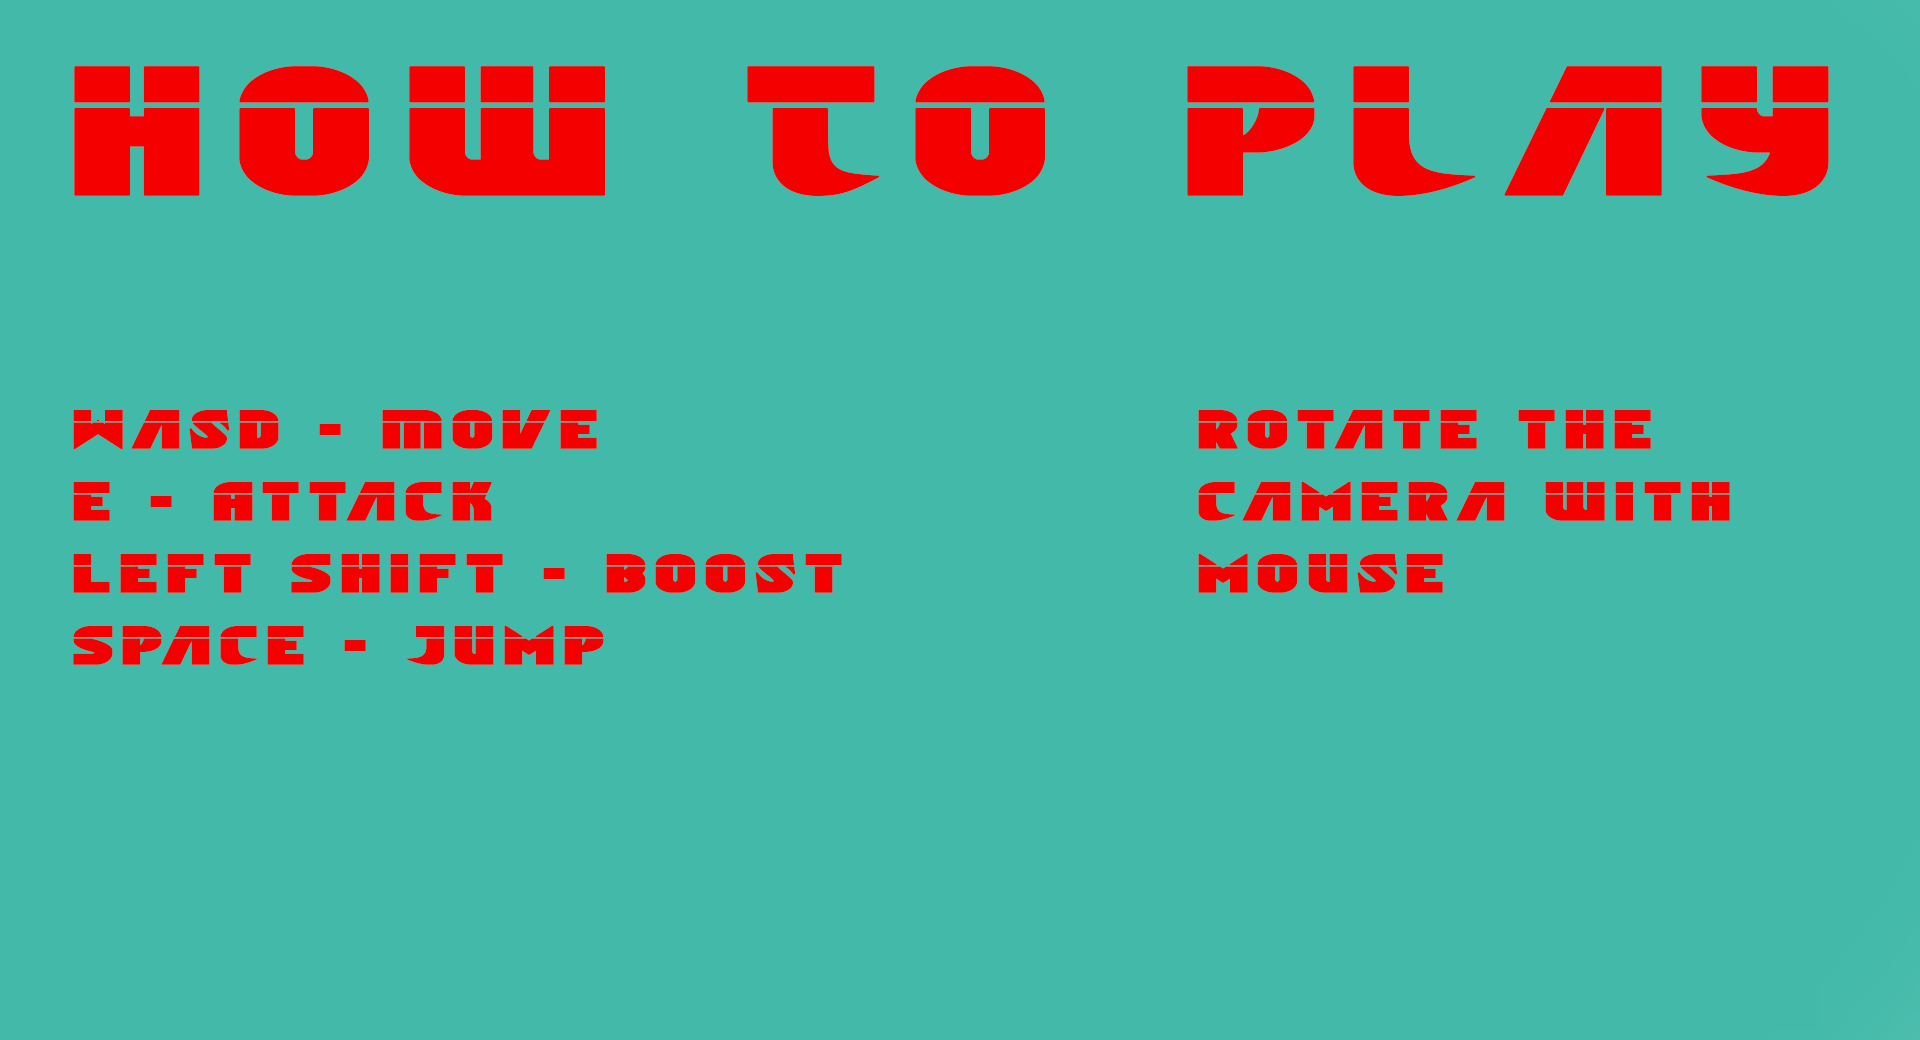 HOW TO PLAY
WASD - MOVE
E - ATTACK
LEFT SHIFT - BOOST
SPACE - JUMP
ROTATE THE
CAMERA WITH
MOUSE